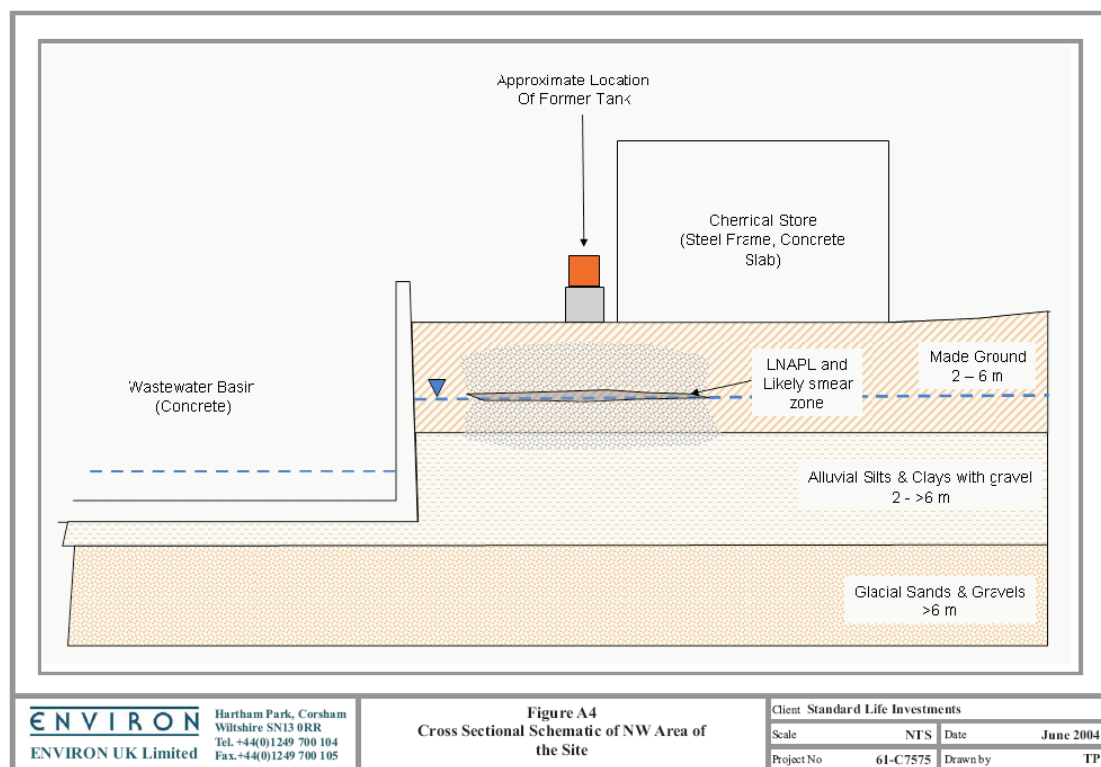 Approximate Location
Of Former Tank
Chemical Store
(Steel Frame, Concrete
Slab)
Wastewater Basin
(Concrete)
LNAPL and
Likely smear
zone
Made Ground
2 – 6 m
Alluvial Silts & Clays with gravel
2 - >6 m
Glacial Sands & Gravels
>6 m
ENVIRON
ENVIRON UK Limited
Hartham Park, Corsham
Wiltshire SN13 0RR
Tel. +44(0)1249 700 104
Fax.+44(0)1249 700 105
Figure A4
Cross Sectional Schematic of NW Area of
the Site
Client Standard Life Investments
Scale NTS Date June 2004
Project No 61-C7575 Drawn by TP